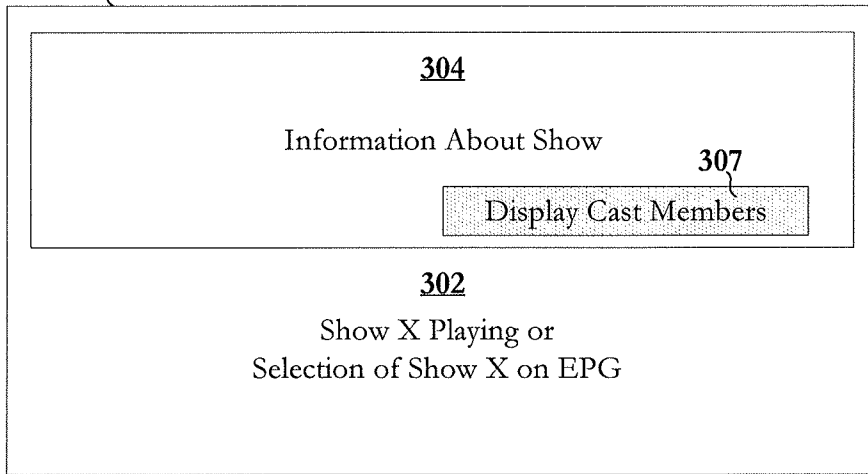 304
Information About Show
307
Display Cast Members
302
Show X Playing or
Selection of Show X on EPG